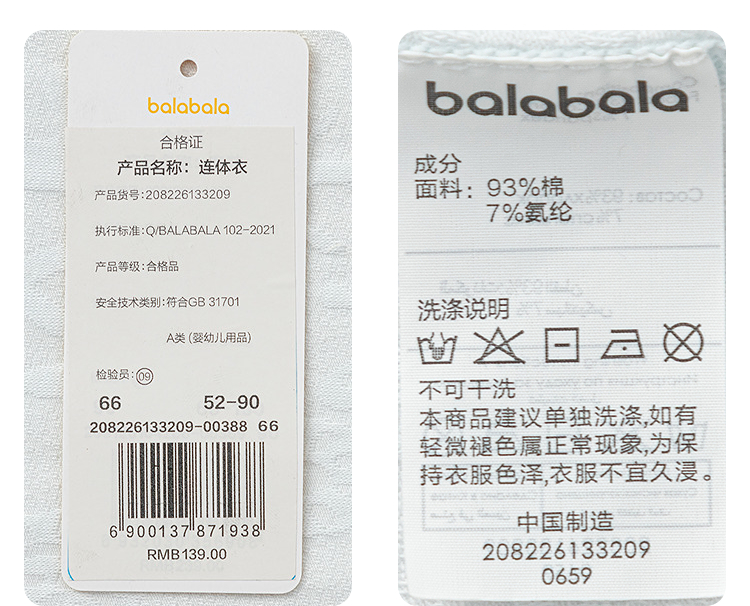 balabala
合格证
产品名称：连体衣
产品货号：208226133209
执行标准：Q/BALABALA 102-2021
产品等级：合格品
安全技术类别：符合GB 31701
A类（婴幼儿用品）
检验员：09
66 52-90
208226133209-00388 66
6 900137 871938
RMB139.00
balabala
成分
面料：93%棉
7%氨纶
洗涤说明
不可干洗
本商品建议单独洗涤,如有
轻微褪色属正常现象,为保
持衣服色泽,衣服不宜久浸。
中国制造
208226133209
0659